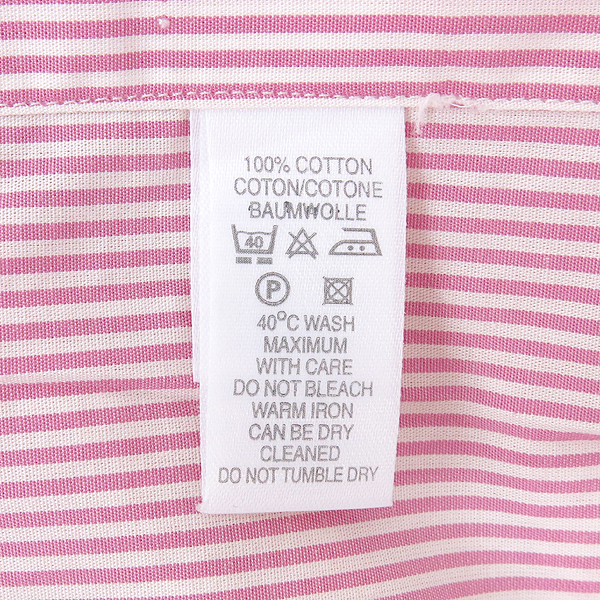 100% COTTON
COTON/COTONE
BAUMWOLLE
40
P
40°C WASH
MAXIMUM
WITH CARE
DO NOT BLEACH
WARM IRON
CAN BE DRY
CLEANED
DO NOT TUMBLE DRY